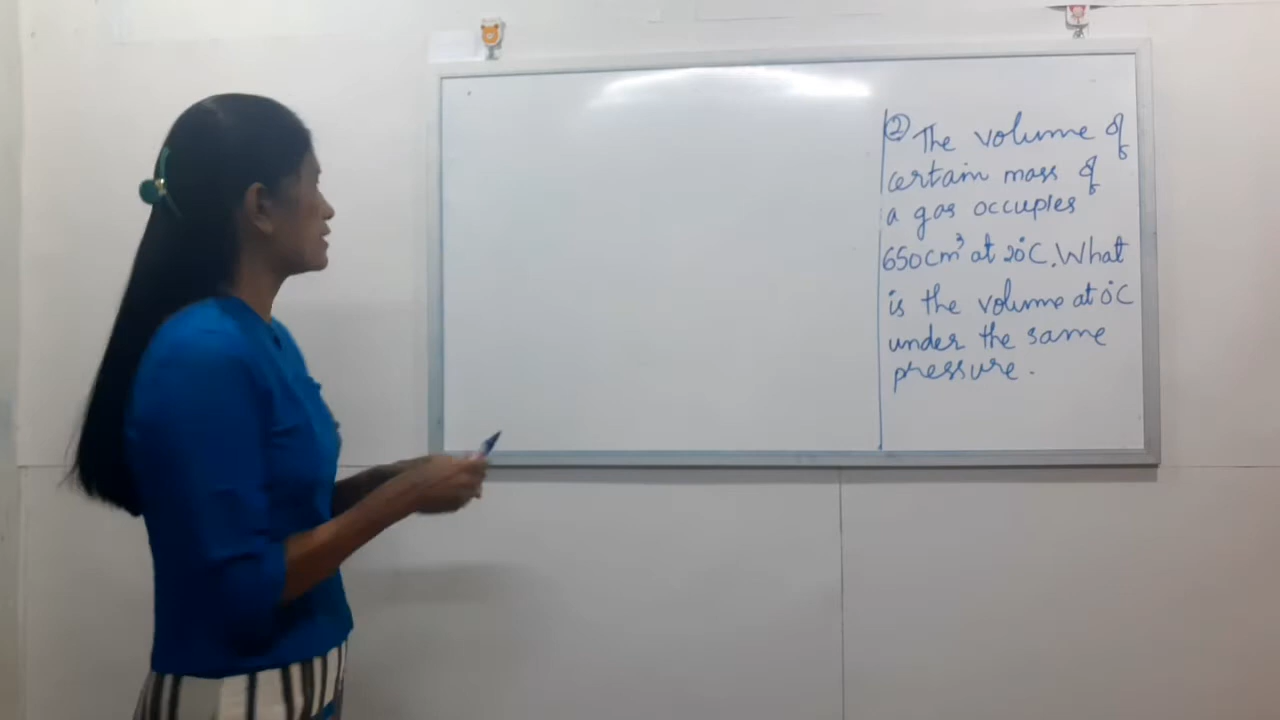 ② The volume of
certain mass of
a gas occupies
650cm³ at 20°C. What
is the volume at 0°C
under the same
pressure.